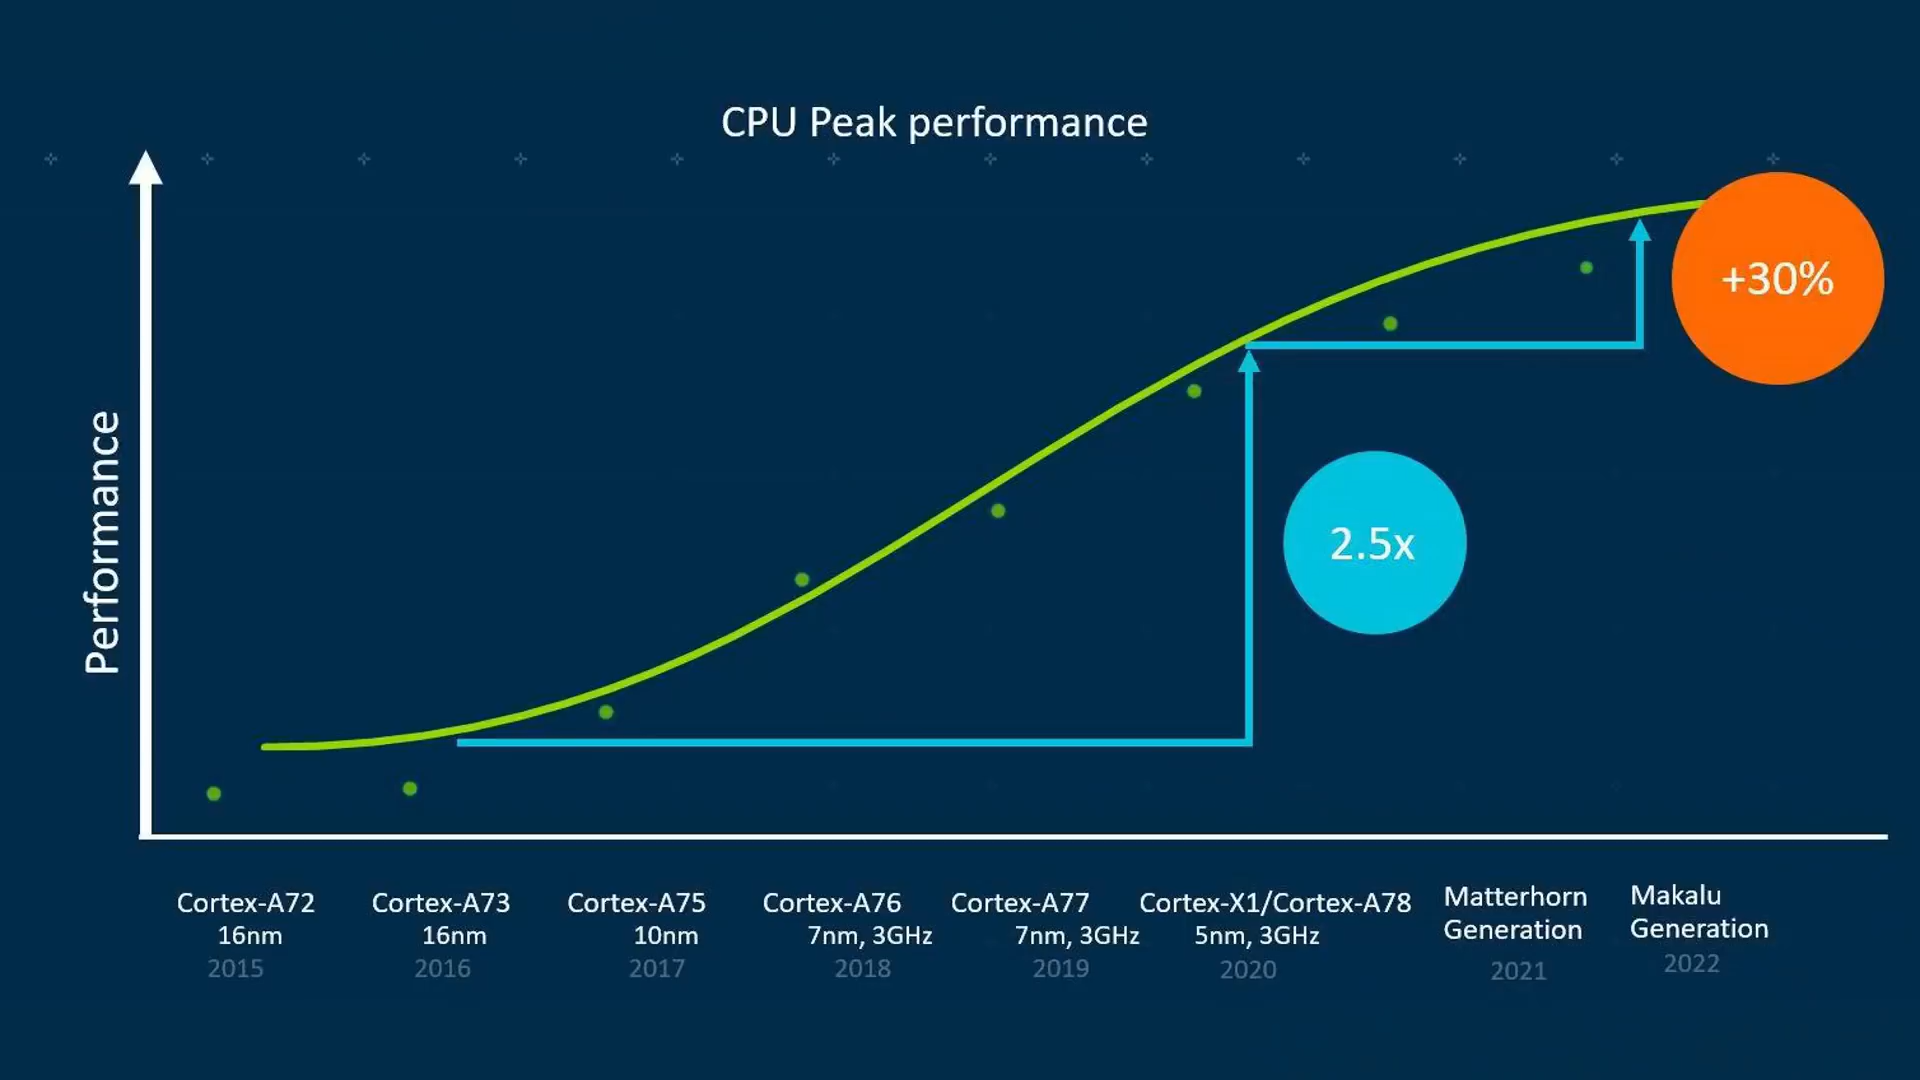 CPU Peak performance
Performance
+30%
2.5x
Cortex-A72
16nm
2015
Cortex-A73
16nm
2016
Cortex-A75
10nm
2017
Cortex-A76
7nm, 3GHz
2018
Cortex-A77
7nm, 3GHz
2019
Cortex-X1/Cortex-A78
5nm, 3GHz
2020
Matterhorn
Generation
2021
Makalu
Generation
2022